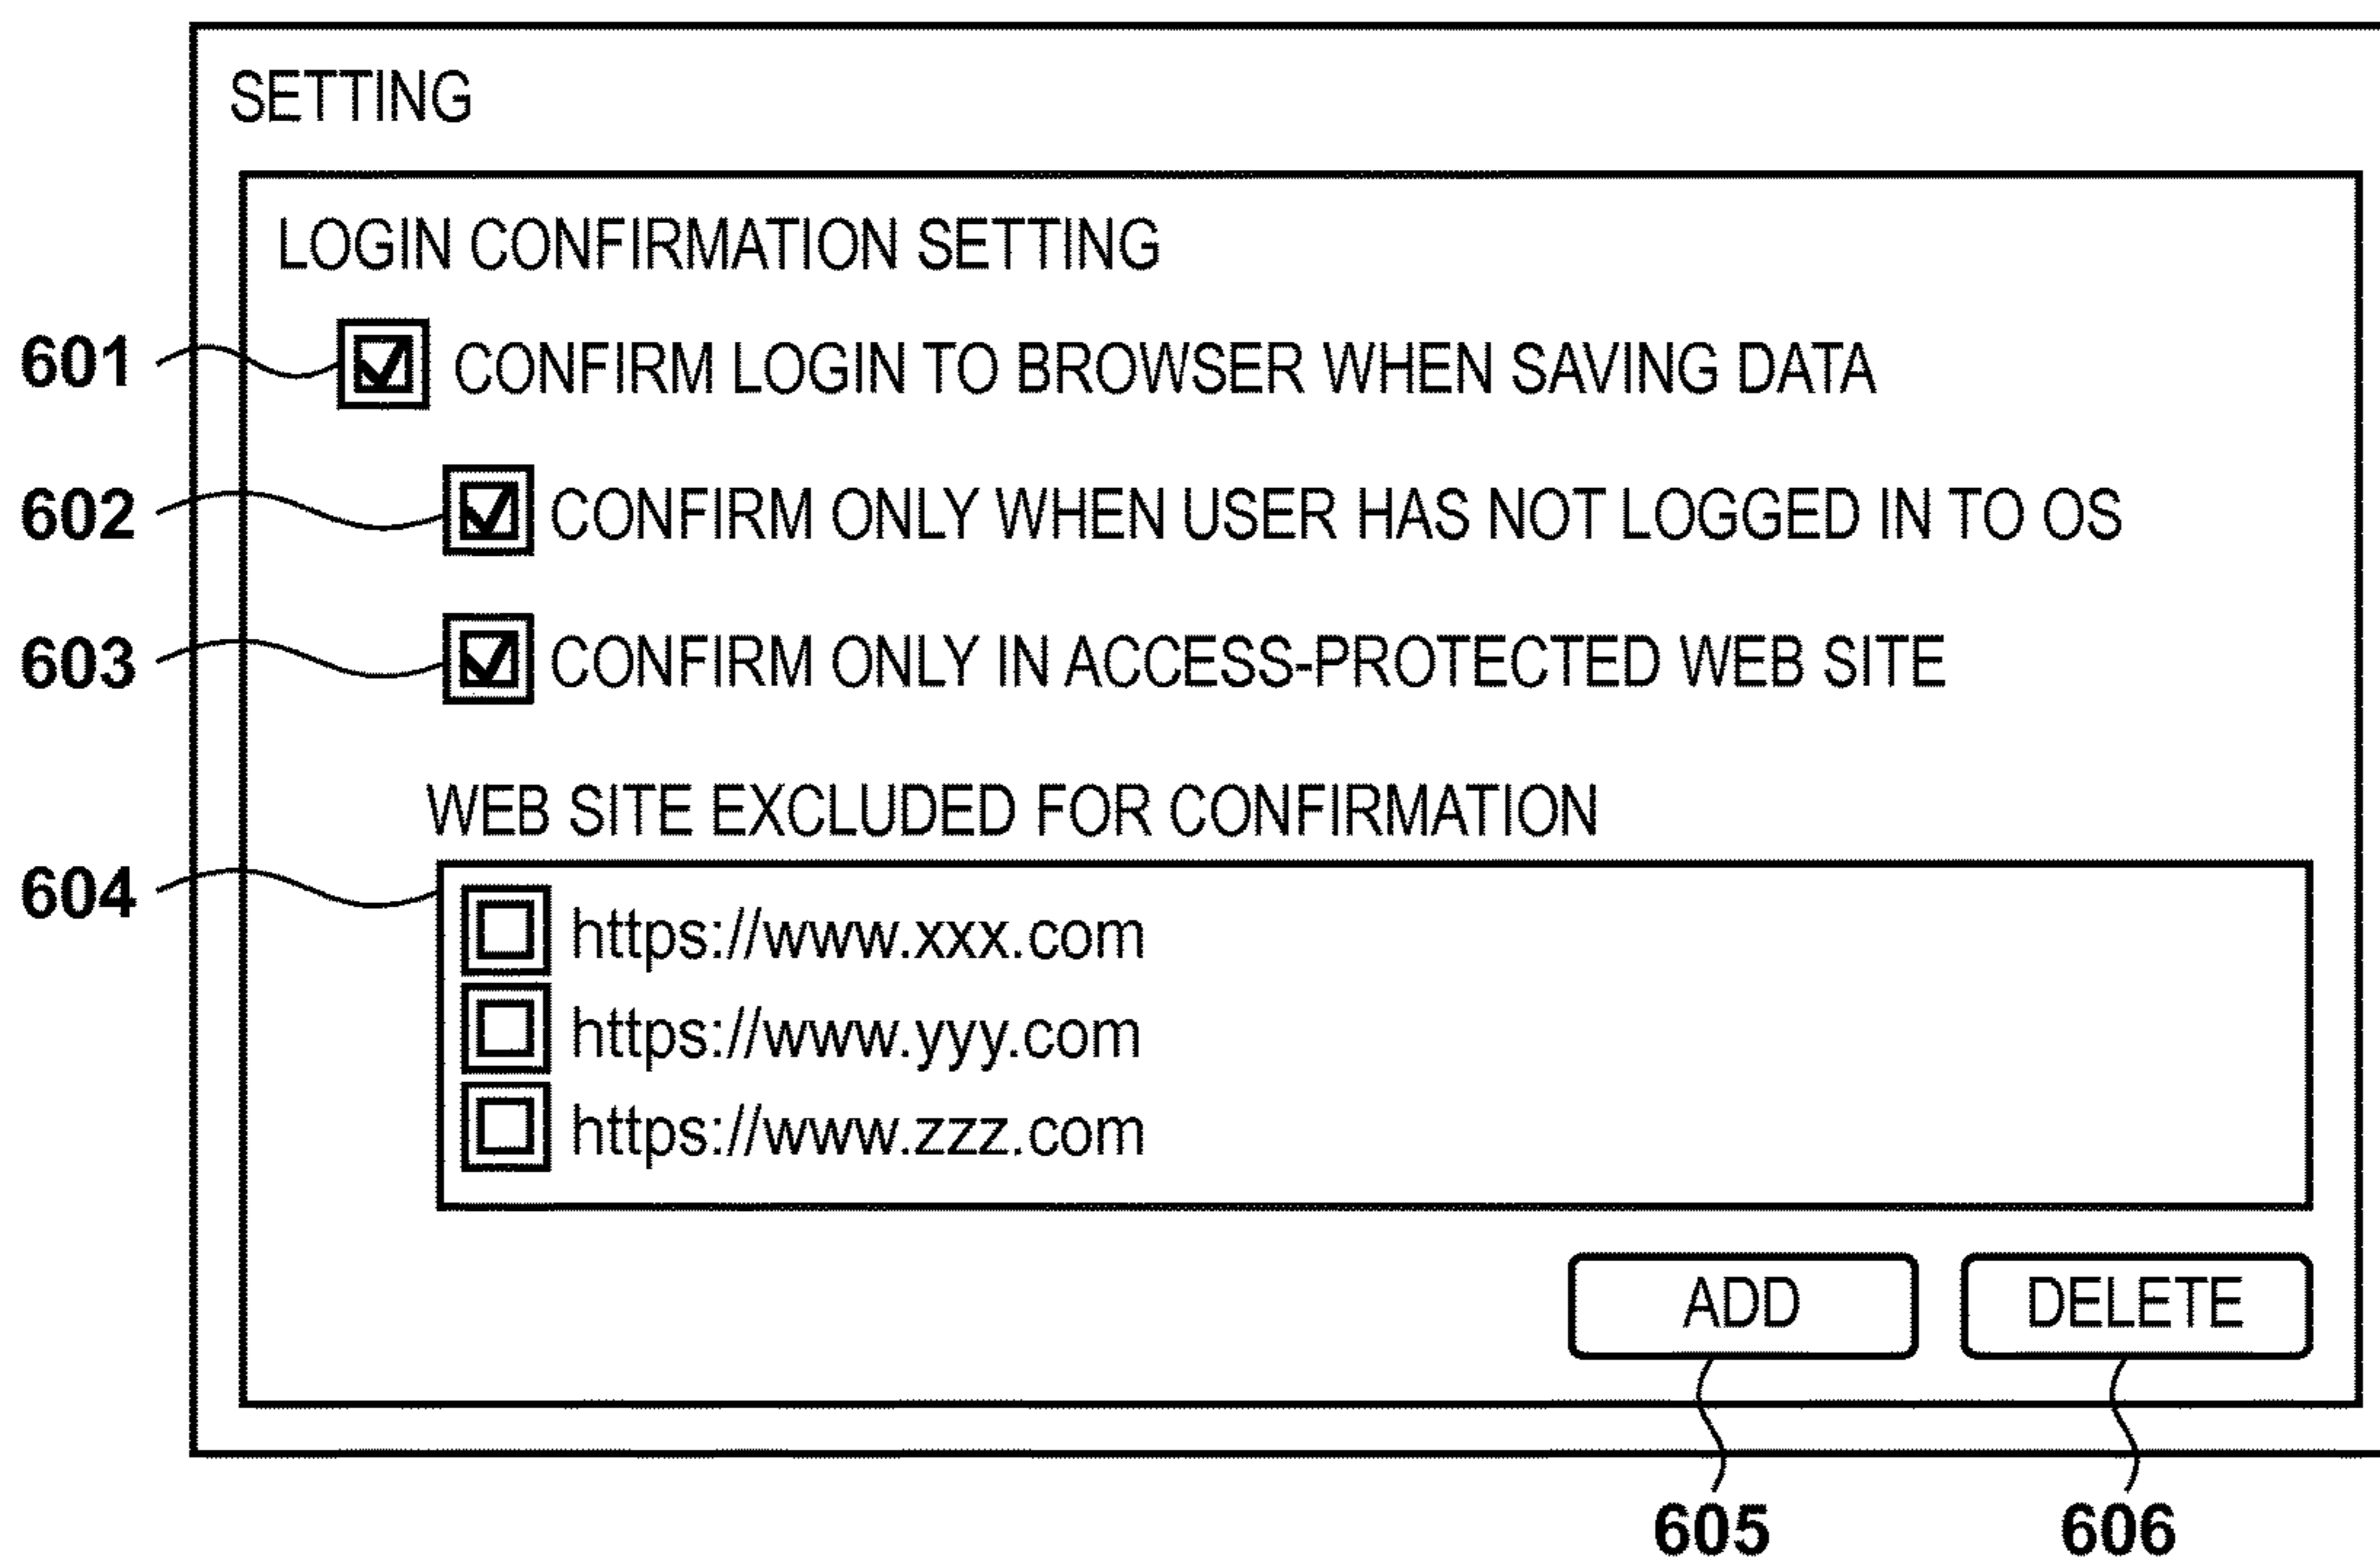 SETTING
LOGIN CONFIRMATION SETTING
601 CONFIRM LOGIN TO BROWSER WHEN SAVING DATA
602 CONFIRM ONLY WHEN USER HAS NOT LOGGED IN TO OS
603 CONFIRM ONLY IN ACCESS-PROTECTED WEB SITE
WEB SITE EXCLUDED FOR CONFIRMATION
604
https://www.xxx.com
https://www.yyy.com
https://www.zzz.com
ADD DELETE
605 606